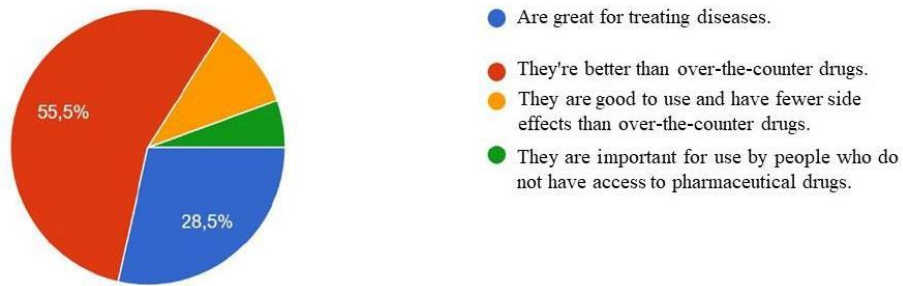 55,5%
28,5%
Are great for treating diseases.
They're better than over-the-counter drugs.
They are good to use and have fewer side
effects than over-the-counter drugs.
They are important for use by people who do
not have access to pharmaceutical drugs.